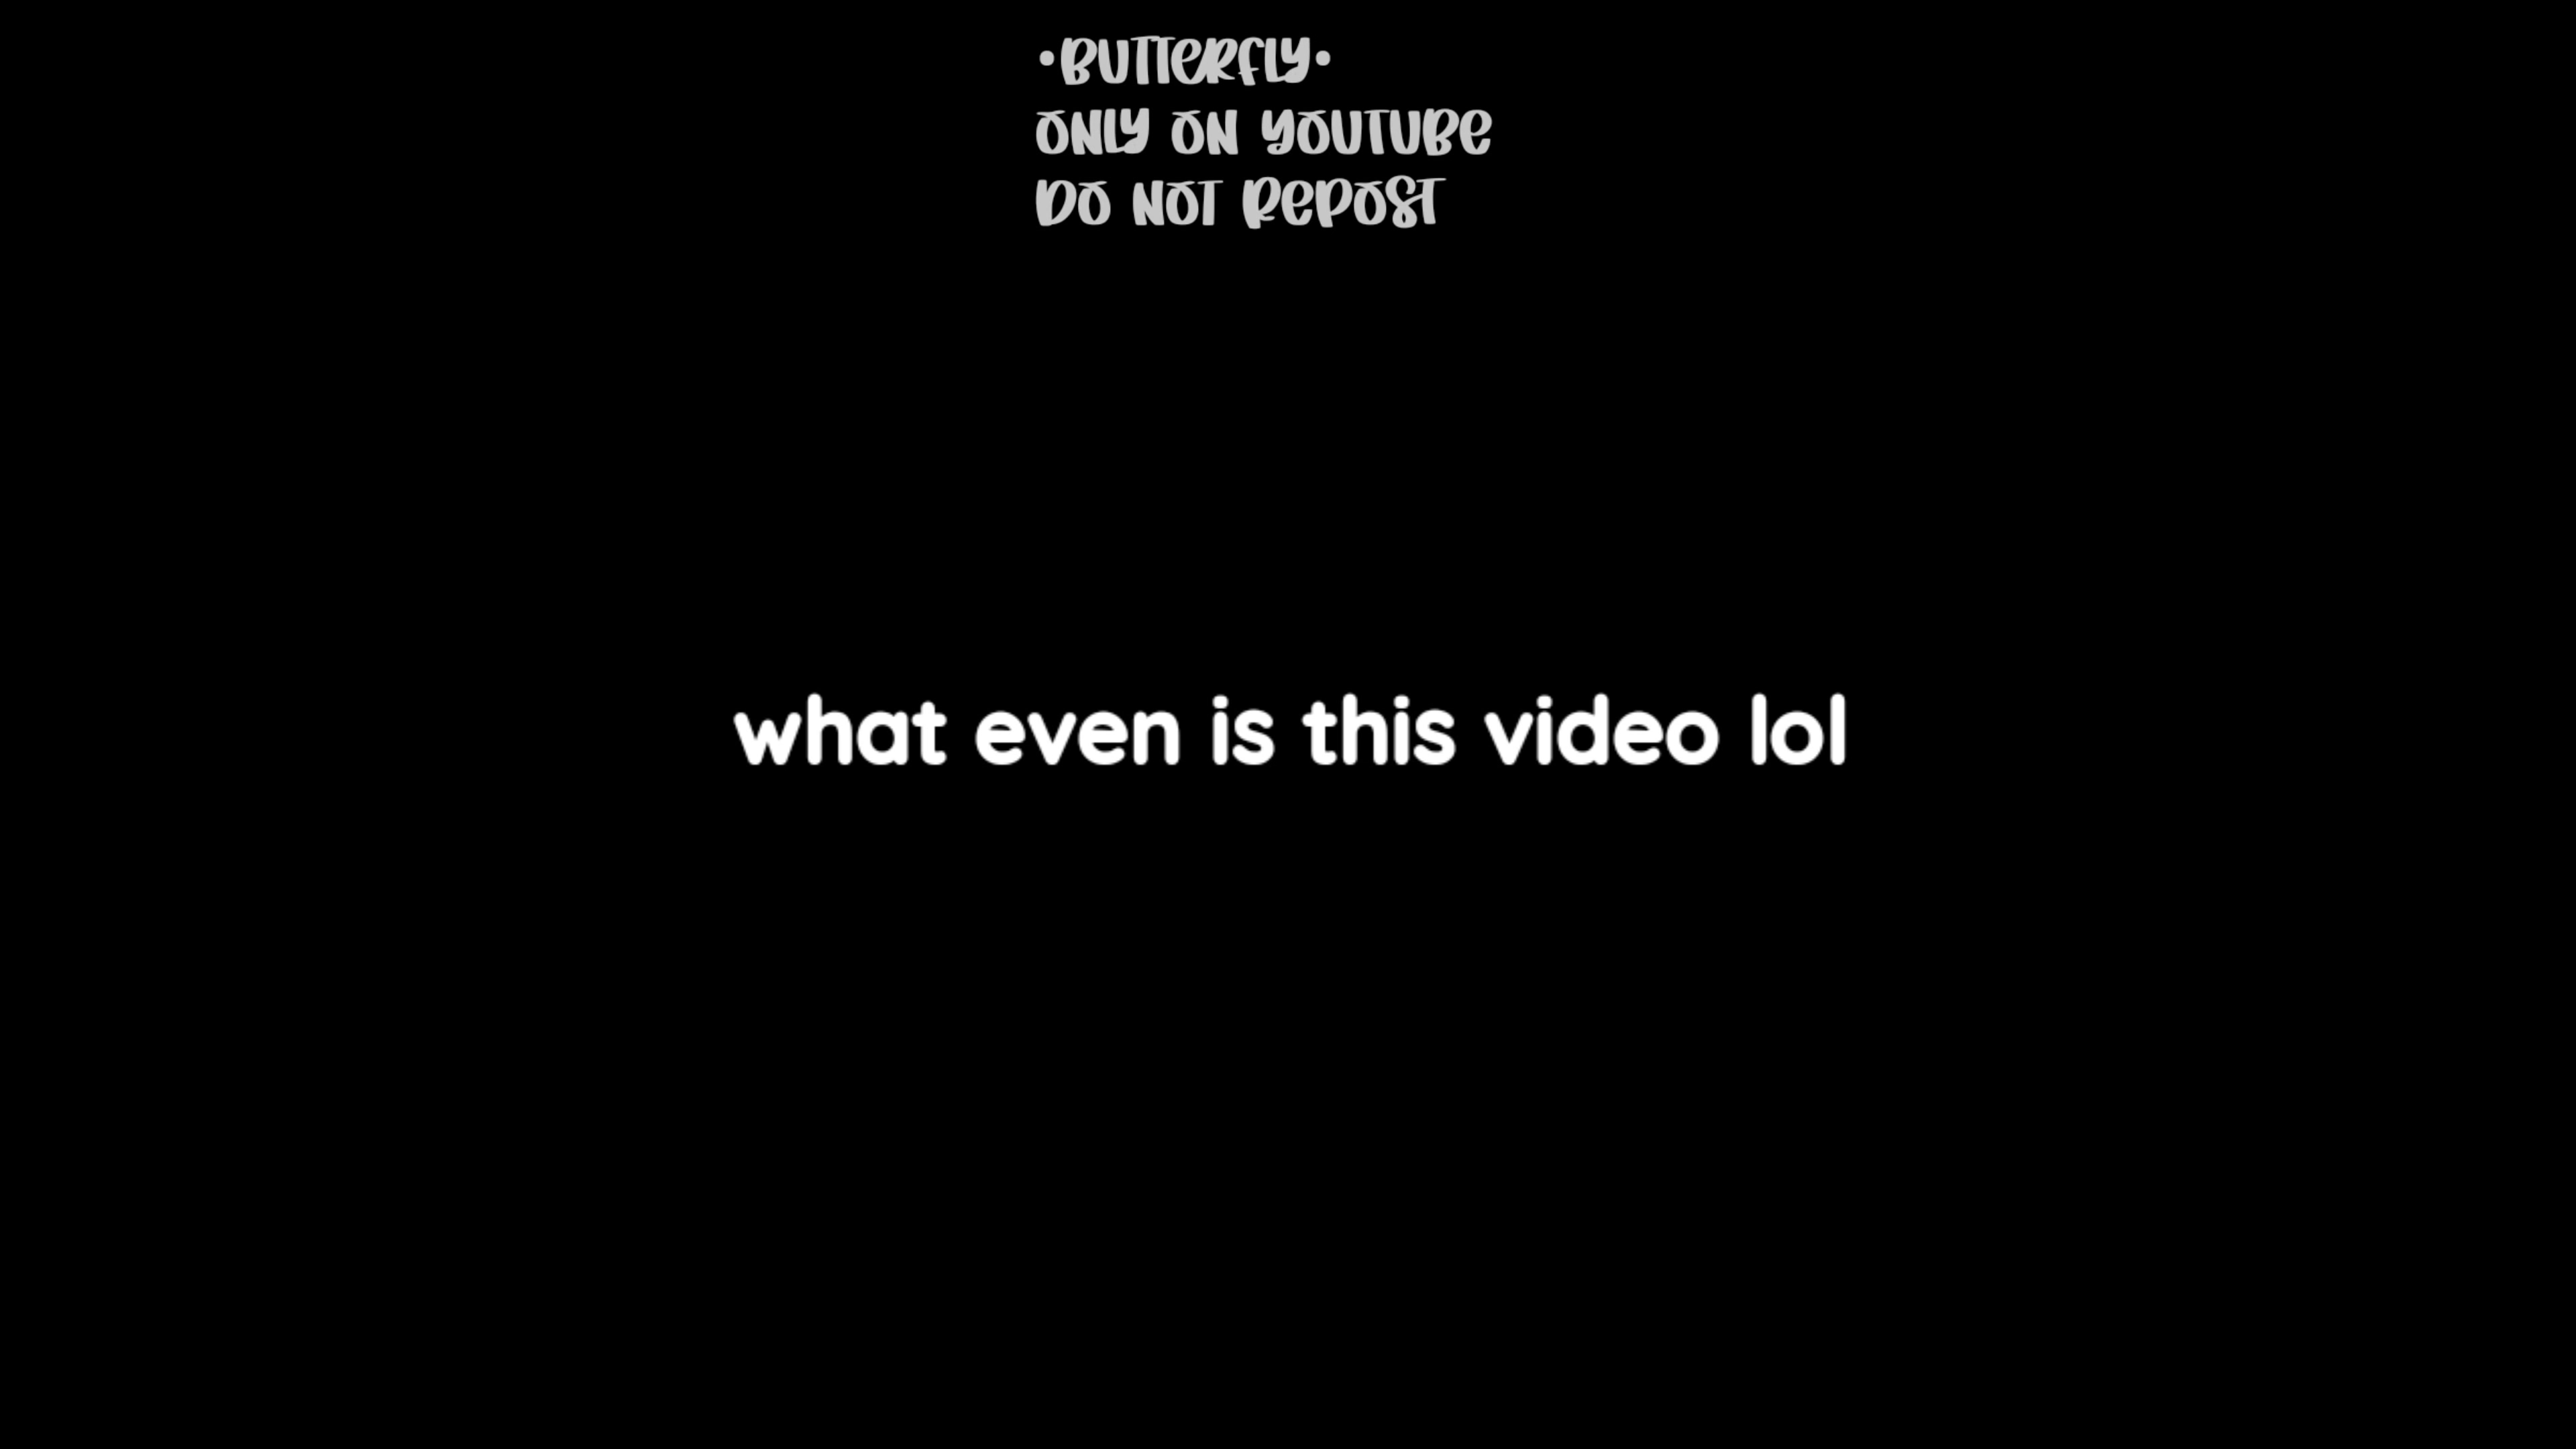 •BUTTERFLY•
ONLY ON YOUTUBE
DO NOT REPOST
what even is this video lol